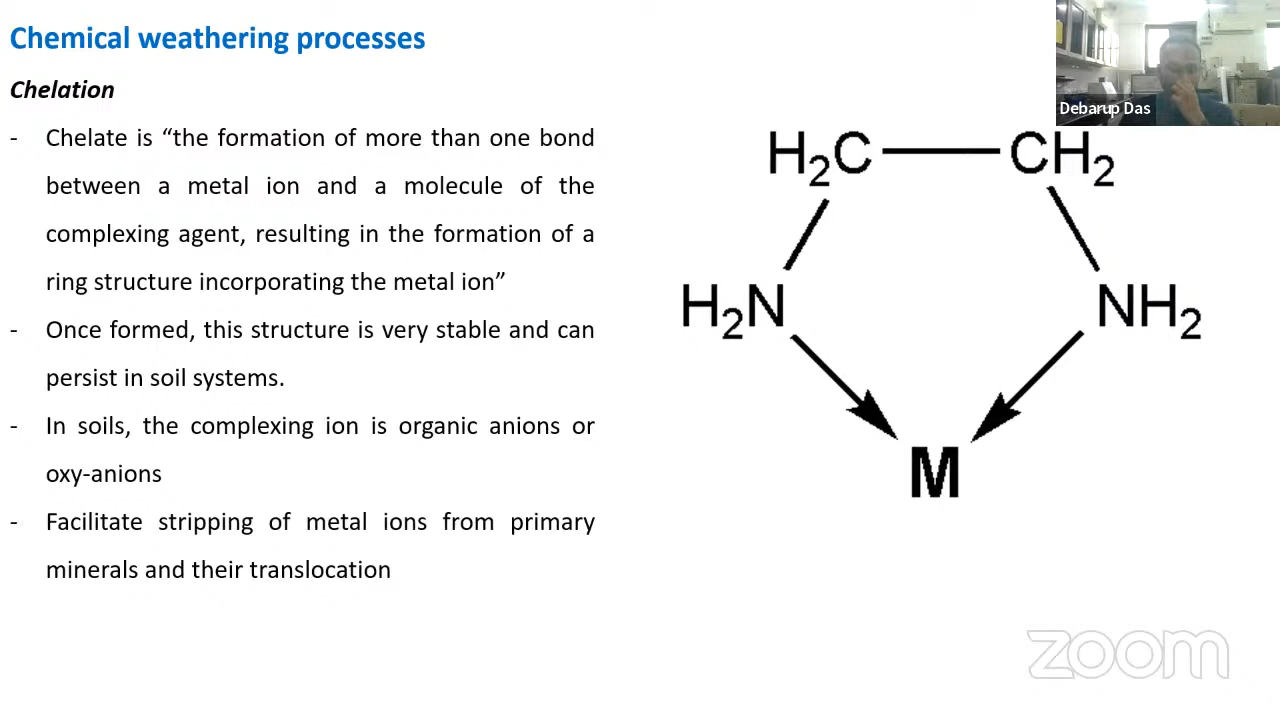 Chemical weathering processes
Debarup Das
Chelation
- Chelate is “the formation of more than one bond
between a metal ion and a molecule of the
complexing agent, resulting in the formation of a
ring structure incorporating the metal ion”
- Once formed, this structure is very stable and can
persist in soil systems.
- In soils, the complexing ion is organic anions or
oxy-anions
- Facilitate stripping of metal ions from primary
minerals and their translocation
H₂C CH₂
H₂N NH₂
M
zoom